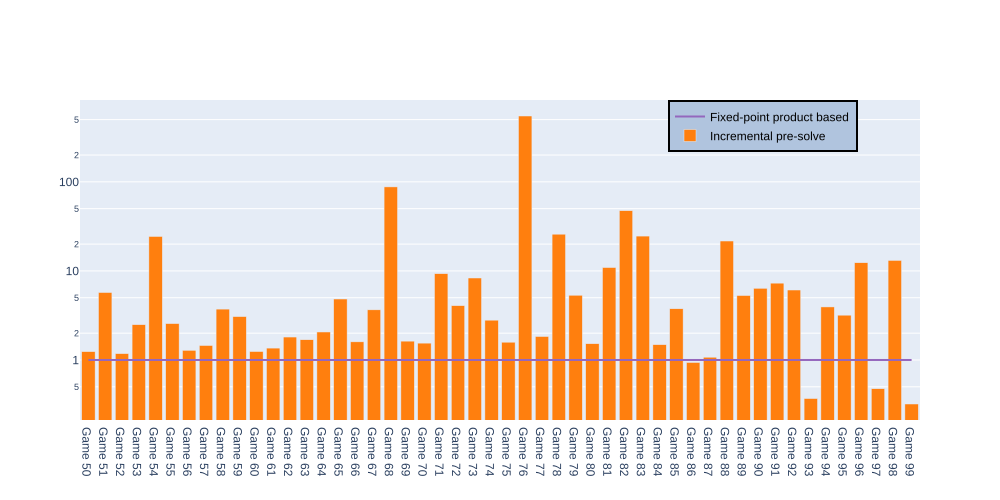 Fixed-point product based
Incremental pre-solve
5
2
100
5
2
10
5
2
1
5
Game 50
Game 51
Game 52
Game 53
Game 54
Game 55
Game 56
Game 57
Game 58
Game 59
Game 60
Game 61
Game 62
Game 63
Game 64
Game 65
Game 66
Game 67
Game 68
Game 69
Game 70
Game 71
Game 72
Game 73
Game 74
Game 75
Game 76
Game 77
Game 78
Game 79
Game 80
Game 81
Game 82
Game 83
Game 84
Game 85
Game 86
Game 87
Game 88
Game 89
Game 90
Game 91
Game 92
Game 93
Game 94
Game 95
Game 96
Game 97
Game 98
Game 99